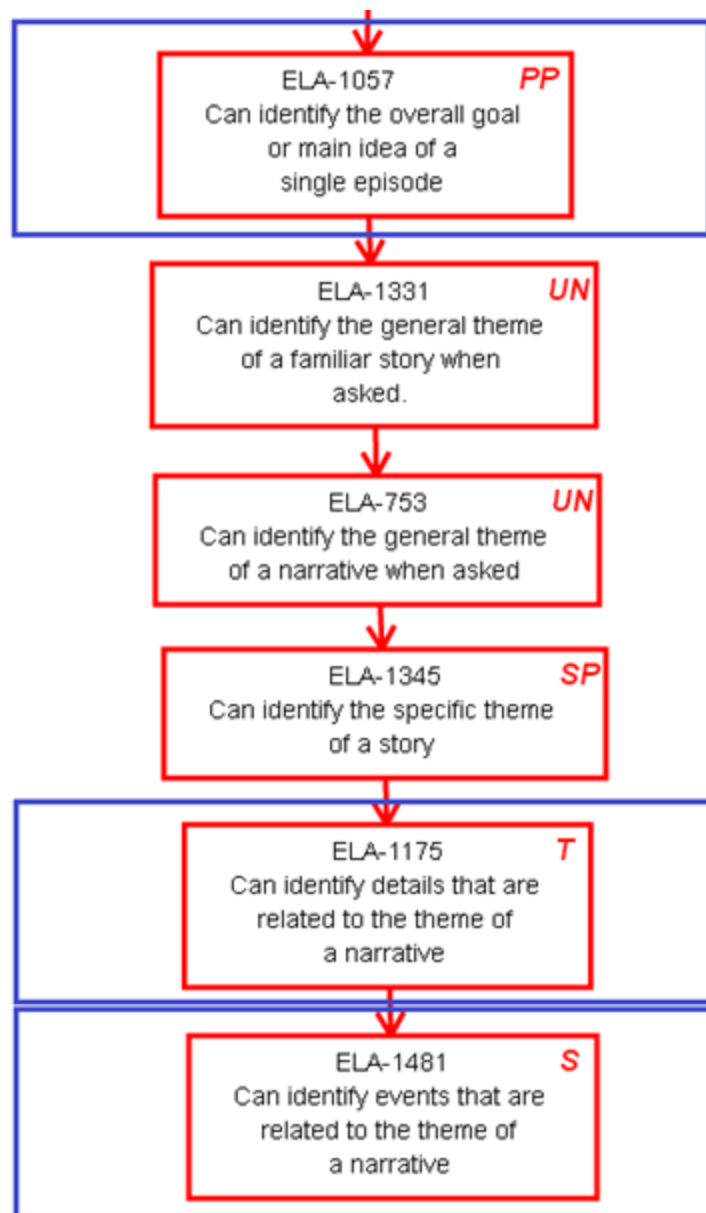 ELA-1057 PP
Can identify the overall goal
or main idea of a
single episode
ELA-1331 UN
Can identify the general theme
of a familiar story when
asked.
ELA-753 UN
Can identify the general theme
of a narrative when asked
ELA-1345 SP
Can identify the specific theme
of a story
ELA-1175 T
Can identify details that are
related to the theme of
a narrative
ELA-1481 S
Can identify events that are
related to the theme of
a narrative